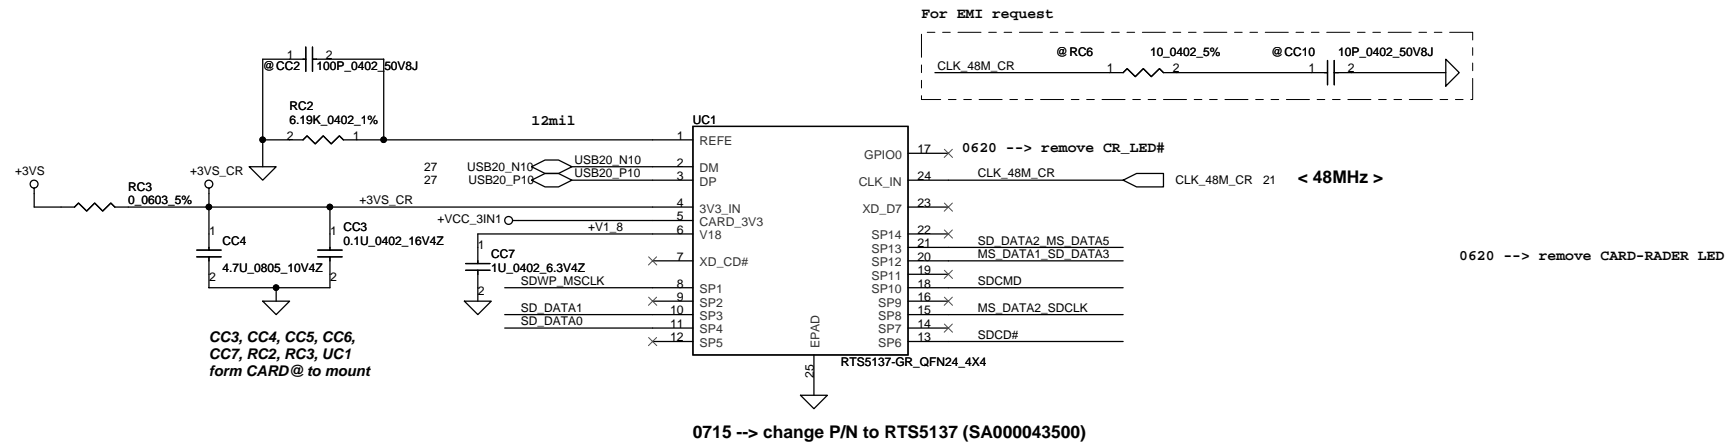 For EMI request
@RC6 10_0402_5% @CC10 10P_0402_50V8J
CLK_48M_CR 1 2 1 2
1 2
@CC2 100P_0402_50V8J
RC2
6.19K_0402_1%
2 1
12mil
UC1
1 REFE
27 USB20_N10 USB20_N10 2 DM
27 USB20_P10 USB20_P10 3 DP
+3VS
RC3
0_0603_5%
+3VS_CR
+3VS_CR 4 3V3_IN
+VCC_3IN1 5 CARD_3V3
+V1_8 6 V18
1
CC4
4.7U_0805_10V4Z
2
1
CC3
0.1U_0402_16V4Z
2
1
CC7
1U_0402_6.3V4Z
2
7 XD_CD#
SDWP_MSCLK 8 SP1
9 SP2
SD_DATA1 10 SP3
SD_DATA0 11 SP4
12 SP5
GPIO0 17 0620 --> remove CR_LED#
CLK_IN 24 CLK_48M_CR CLK_48M_CR 21 < 48MHz >
XD_D7 23
SP14 22
SP13 21 SD_DATA2_MS_DATA5
SP12 20 MS_DATA1_SD_DATA3
SP11 19
SP10 18 SDCMD
SP9 16
SP8 15 MS_DATA2_SDCLK
SP7 14
SP6 13 SDCD#
EPAD
25
RTS5137-GR_QFN24_4X4
0620 --> remove CARD-RADER LED
CC3, CC4, CC5, CC6,
CC7, RC2, RC3, UC1
form CARD@ to mount
0715 --> change P/N to RTS5137 (SA000043500)